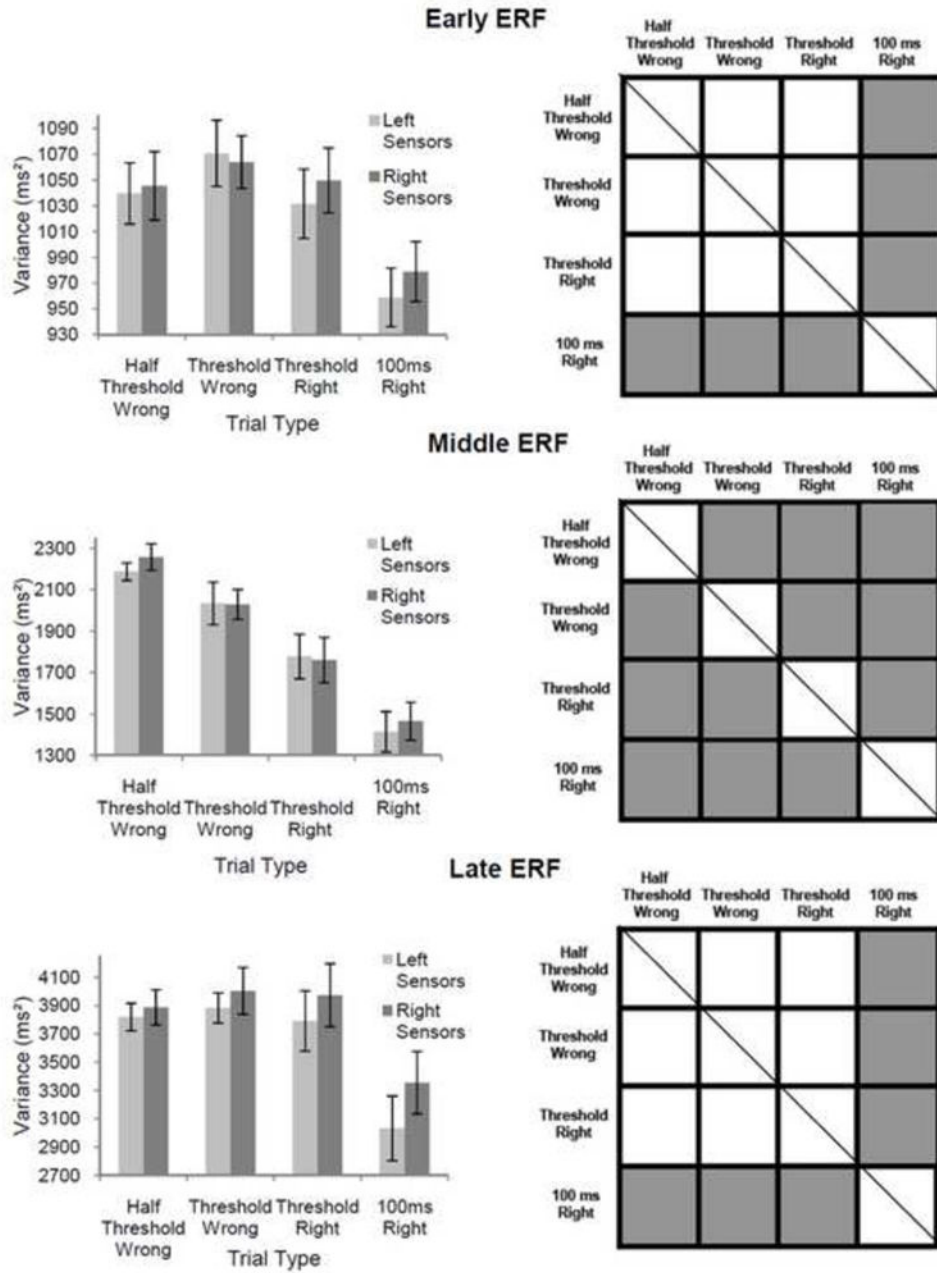 Early ERF
Variance (ms²)
1090
1070
1050
1030
1010
990
970
950
930
Left
Sensors
Right
Sensors
Half
Threshold
Wrong
Threshold
Wrong
Threshold
Right
100ms
Right
Trial Type
Half
Threshold
Wrong
Threshold
Wrong
Threshold
Right
100 ms
Right
Half
Threshold
Wrong
Threshold
Wrong
Threshold
Right
100 ms
Right
Middle ERF
Variance (ms²)
2300
2100
1900
1700
1500
1300
Left
Sensors
Right
Sensors
Half
Threshold
Wrong
Threshold
Wrong
Threshold
Right
100ms
Right
Trial Type
Half
Threshold
Wrong
Threshold
Wrong
Threshold
Right
100 ms
Right
Half
Threshold
Wrong
Threshold
Wrong
Threshold
Right
100 ms
Right
Late ERF
Variance (ms²)
4100
3900
3700
3500
3300
3100
2900
2700
Left
Sensors
Right
Sensors
Half
Threshold
Wrong
Threshold
Wrong
Threshold
Right
100ms
Right
Trial Type
Half
Threshold
Wrong
Threshold
Wrong
Threshold
Right
100 ms
Right
Half
Threshold
Wrong
Threshold
Wrong
Threshold
Right
100 ms
Right